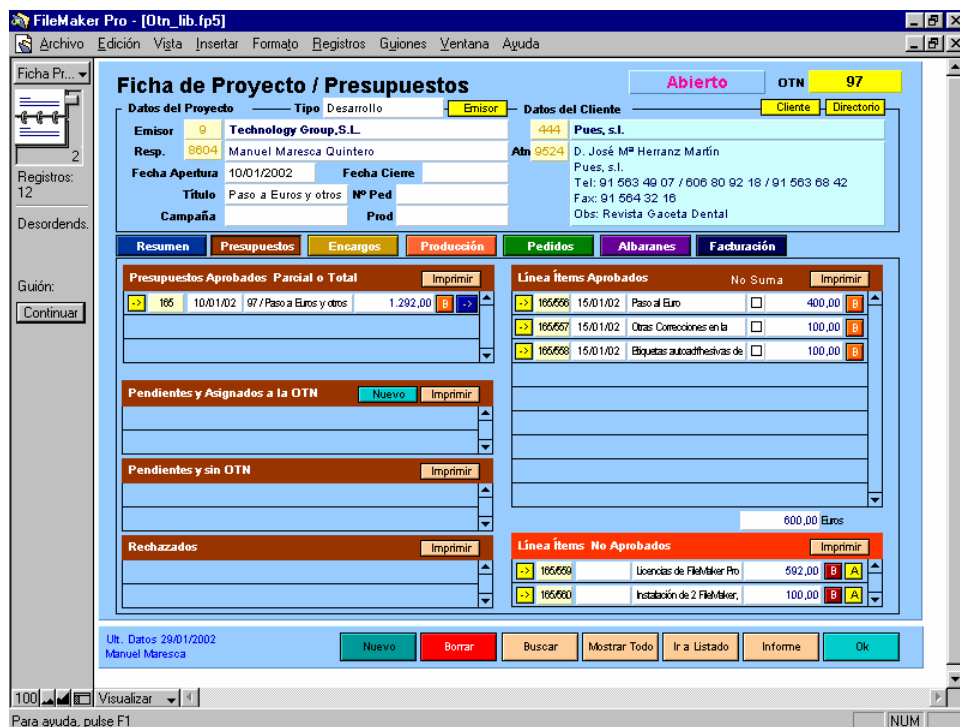 FileMaker Pro - [Otn_lib.fp5]
Archivo Edición Vista Insertar Formato Registros Guiones Ventana Ayuda
Ficha Pr...
2
Registros:
12
Desordends.
Guión:
Continuar
Ficha de Proyecto / Presupuestos
Abierto
OTN
97
Datos del Proyecto
Tipo
Desarrollo
Emisor
Datos del Cliente
Cliente
Directorio
Emisor 9 Technology Group,S.L.
444 Pues, s.l.
Resp. 8604 Manuel Maresca Quintero
Atn 9524 D. José Mª Herranz Martín
Pues, s.l.
Tel: 91 563 49 07 / 606 80 92 18 / 91 563 68 42
Fax: 91 564 32 16
Obs: Revista Gaceta Dental
Fecha Apertura 10/01/2002 Fecha Cierre
Título Paso a Euros y otros Nº Ped
Campaña Prod
Resumen Presupuestos Encargos Producción Pedidos Albaranes Facturación
Presupuestos Aprobados Parcial o Total Imprimir
-> 165 10/01/02 97 / Paso a Euros y otros 1.292,00 B ->
Pendientes y Asignados a la OTN Nuevo Imprimir
Pendientes y sin OTN Imprimir
Rechazados Imprimir
Línea Ítems Aprobados No Suma Imprimir
-> 165/656 15/01/02 Paso al Euro 400,00 B
-> 165/657 15/01/02 Otras Correcciones en la 100,00 B
-> 165/658 15/01/02 Etiquetas autoadhesivas de 100,00 B
600,00 Euros
Línea Ítems No Aprobados Imprimir
-> 165/659 Licencias de FileMaker Pro 592,00 B A
-> 165/660 Instalación de 2 FileMaker, 100,00 B A
Ult. Datos 29/01/2002
Manuel Maresca
Nuevo Borrar Buscar Mostrar Todo Ir a Listado Informe Ok
100 Visualizar
Para ayuda, pulse F1
NUM